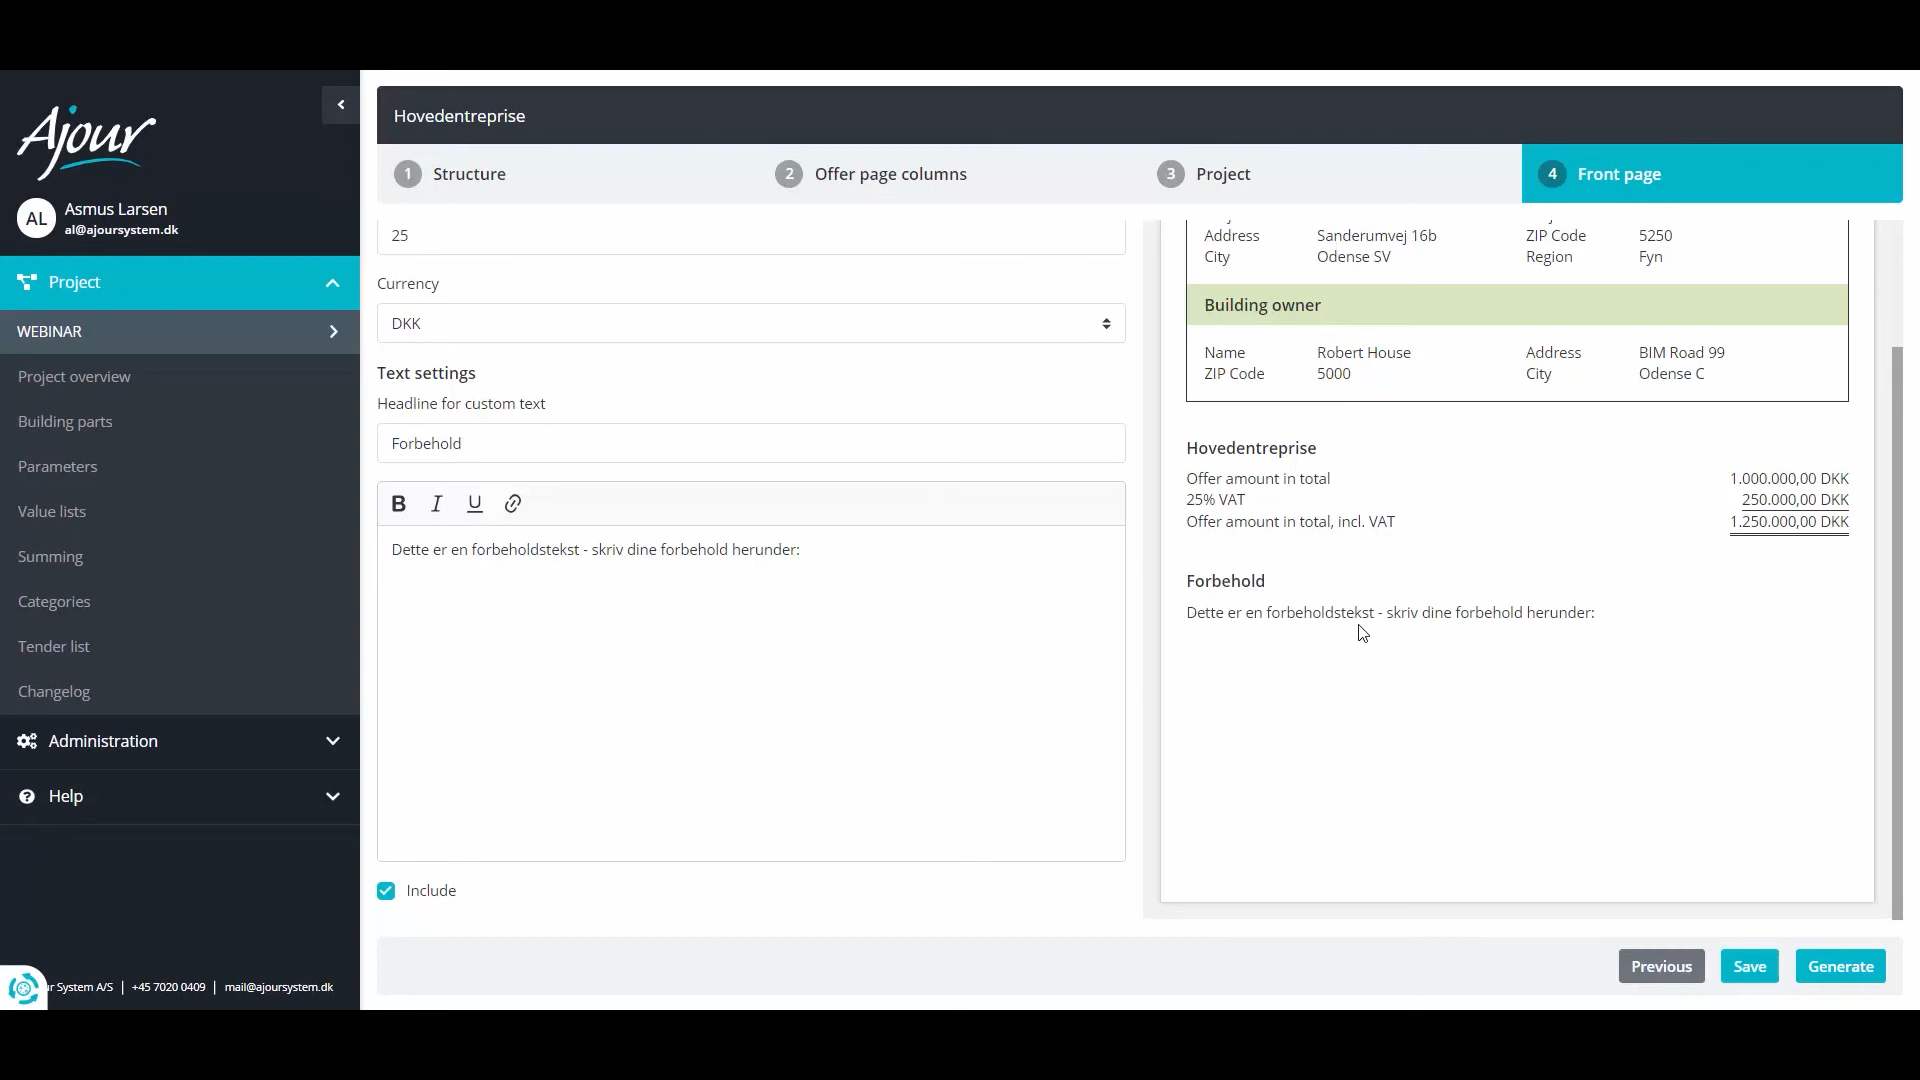 Ajour
AL
Asmus Larsen
al@ajoursystem.dk
Project
WEBINAR
Project overview
Building parts
Parameters
Value lists
Summing
Categories
Tender list
Changelog
Administration
Help
System A/S | +45 7020 0409 | mail@ajoursystem.dk
Hovedentreprise
1 Structure
2 Offer page columns
3 Project
4 Front page
25
Currency
DKK
Text settings
Headline for custom text
Forbehold
B I U
Dette er en forbeholdstekst - skriv dine forbehold herunder:
Include
Address Sanderumvej 16b ZIP Code 5250
City Odense SV Region Fyn
Building owner
Name Robert House Address BIM Road 99
ZIP Code 5000 City Odense C
Hovedentreprise
Offer amount in total 1.000.000,00 DKK
25% VAT 250.000,00 DKK
Offer amount in total, incl. VAT 1.250.000,00 DKK
Forbehold
Dette er en forbeholdstekst - skriv dine forbehold herunder:
Previous Save Generate